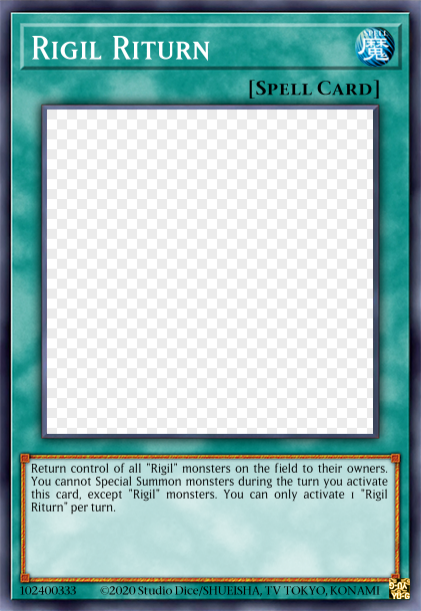 Rigil Riturn
SPELL
魔
[Spell Card]
Return control of all "Rigil" monsters on the field to their owners.
You cannot Special Summon monsters during the turn you activate
this card, except "Rigil" monsters. You can only activate 1 "Rigil
Riturn" per turn.
102400333 ©2020 Studio Dice/SHUEISHA, TV TOKYO, KONAMI